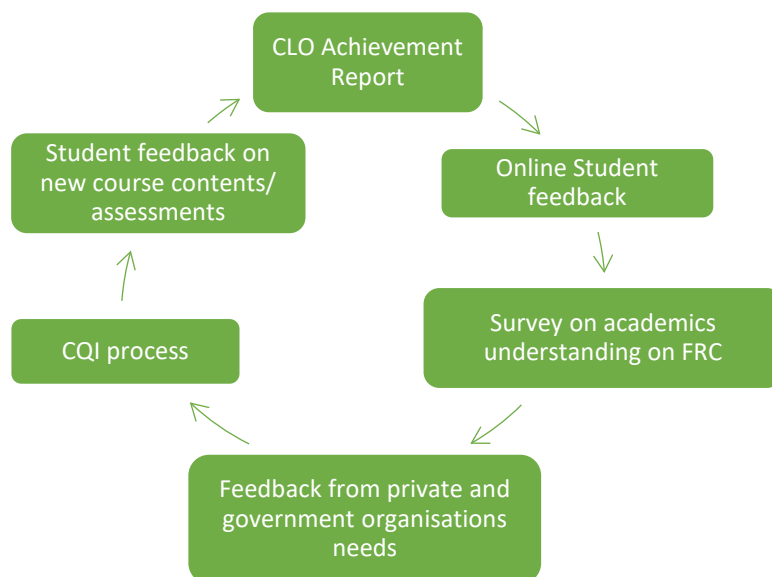 CLO Achievement
Report
Online Student
feedback
Survey on academics
understanding on FRC
Feedback from private and
government organisations
needs
CQI process
Student feedback on
new course contents/
assessments